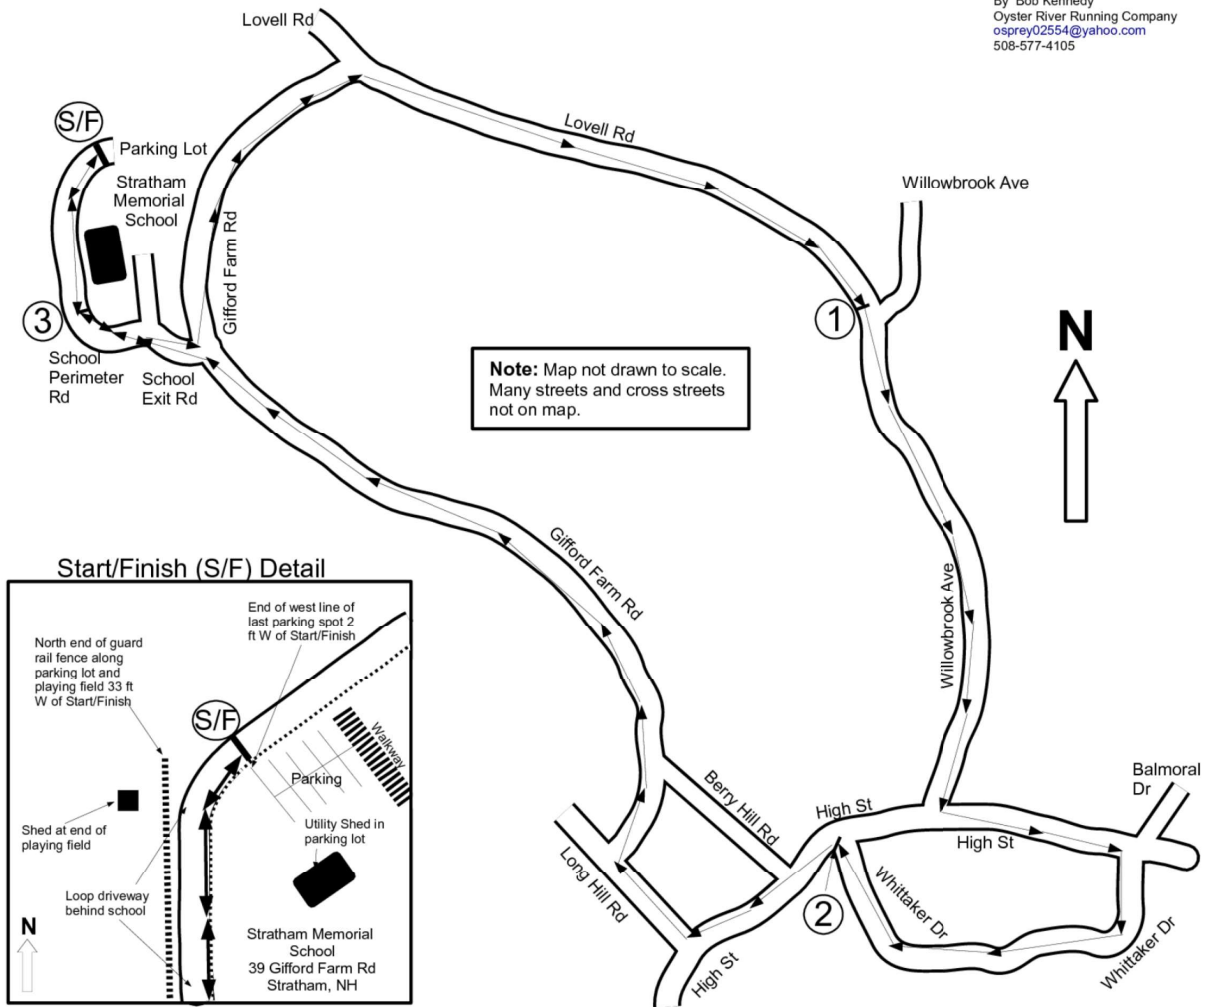 By Bob Kennedy
Oyster River Running Company
osprey02554@yahoo.com
508-577-4105
Lovell Rd
S/F
Parking Lot
Stratham
Memorial
School
Lovell Rd
Willowbrook Ave
Gifford Farm Rd
1
3
N
School
Perimeter
Rd
School
Exit Rd
Note: Map not drawn to scale.
Many streets and cross streets
not on map.
Gifford Farm Rd
Willowbrook Ave
Berry Hill Rd
High St
High St
Balmoral
Dr
Long Hill Rd
2
Whittaker Dr
Whittaker Dr
High St
Start/Finish (S/F) Detail
End of west line of
last parking spot 2
ft W of Start/Finish
North end of guard
rail fence along
parking lot and
playing field 33 ft
W of Start/Finish
S/F
Walkway
Parking
Shed at end of
playing field
Utility Shed in
parking lot
Loop driveway
behind school
N
Stratham Memorial
School
39 Gifford Farm Rd
Stratham, NH